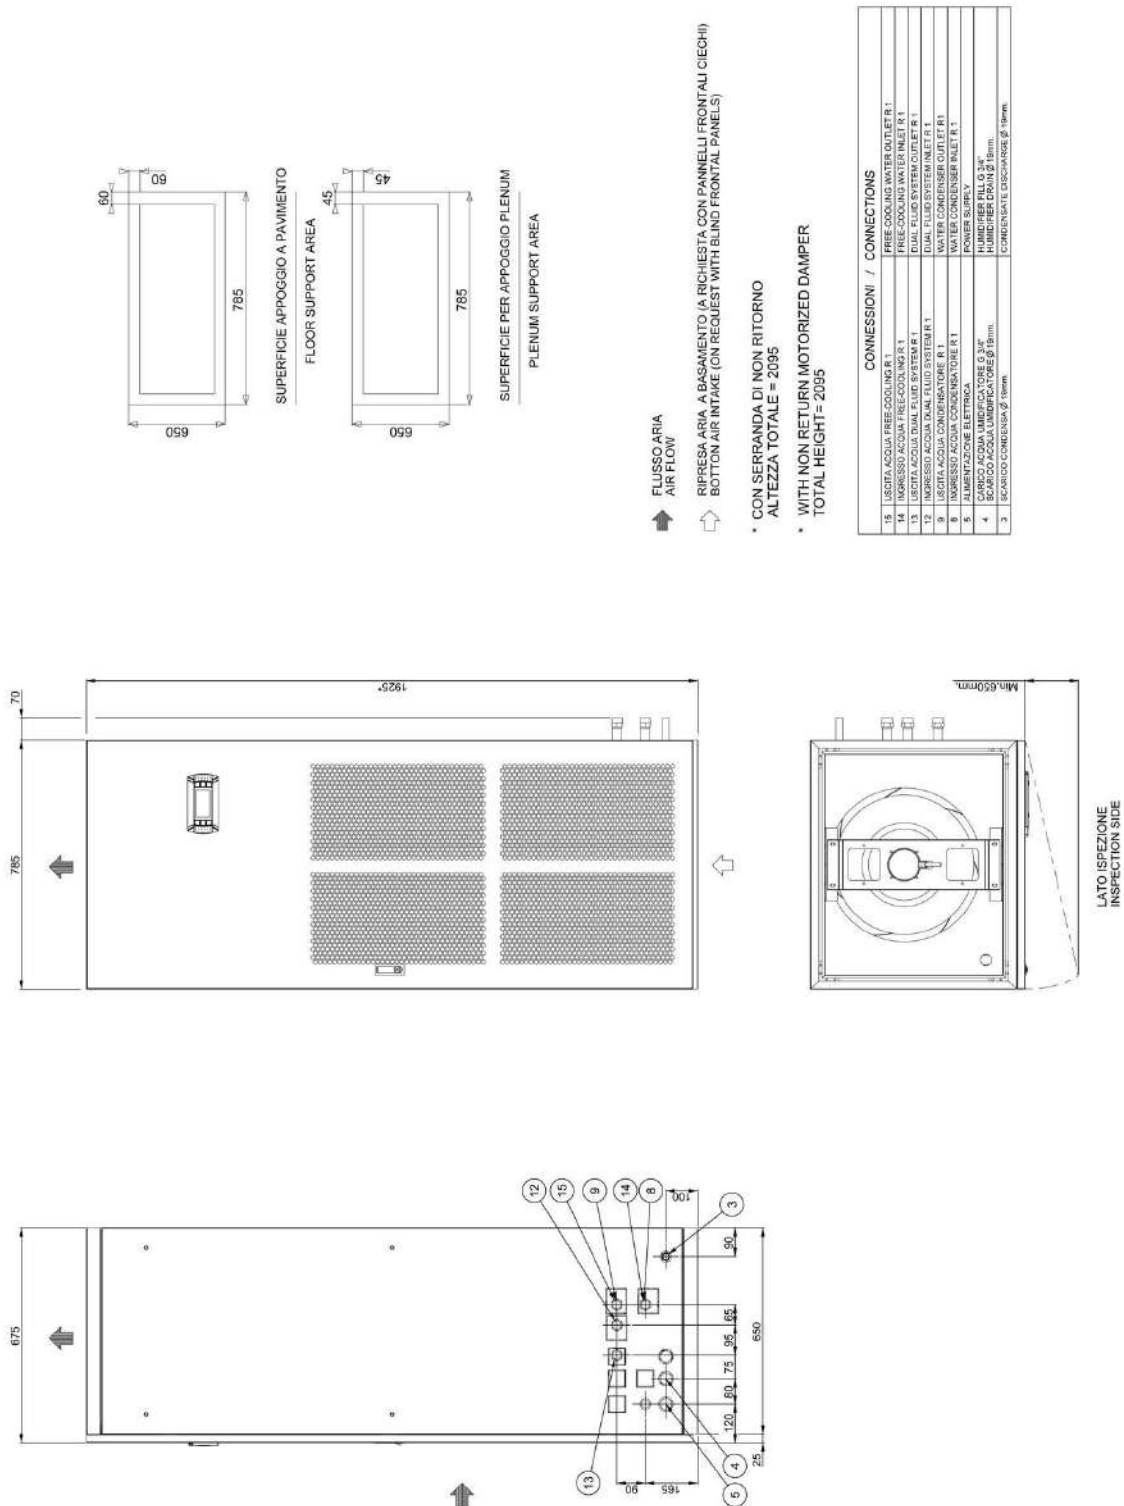 60
60
650
785
SUPERFICIE APPOGGIO A PAVIMENTO
FLOOR SUPPORT AREA
45
45
650
785
SUPERFICIE PER APPOGGIO PLENUM
PLENUM SUPPORT AREA
FLUSSO ARIA
AIR FLOW
RIPRESA ARIA A BASAMENTO (A RICHIESTA CON PANNELLI FRONTALI CIECHI)
BOTTON AIR INTAKE (ON REQUEST WITH BLIND FRONTAL PANELS)
* CON SERRANDA DI NON RITORNO
ALTEZZA TOTALE = 2095
* WITH NON RETURN MOTORIZED DAMPER
TOTAL HEIGHT= 2095
CONNESSIONI / CONNECTIONS
15 USCITA ACQUA FREE-COOLING R 1 FREE-COOLING WATER OUTLET R 1
14 INGRESSO ACQUA FREE-COOLING R 1 FREE-COOLING WATER INLET R 1
13 USCITA ACQUA DUAL FLUID SYSTEM R 1 DUAL FLUID SYSTEM OUTLET R 1
12 INGRESSO ACQUA DUAL FLUID SYSTEM R 1 DUAL FLUID SYSTEM INLET R 1
9 USCITA ACQUA CONDENSATORE R 1 WATER CONDENSER OUTLET R1
8 INGRESSO ACQUA CONDENSATORE R 1 WATER CONDENSER INLET R 1
5 ALIMENTAZIONE ELETTRICA POWER SUPPLY
4 CARICO ACQUA UMIDIFICATORE G 3/4" HUMIDIFIER FILL G 3/4"
SCARICO ACQUA UMIDIFICATORE Ø 19mm. HUMIDIFIER DRAIN Ø 19mm.
3 SCARICO CONDENSA Ø 19mm. CONDENSATE DISCHARGE Ø 19mm.
785
70
1925*
Min.650mm.
LATO ISPEZIONE
INSPECTION SIDE
675
12
15
9
14
8
3
100
90
65
95
75
80
120
650
25
13
90
165
4
5